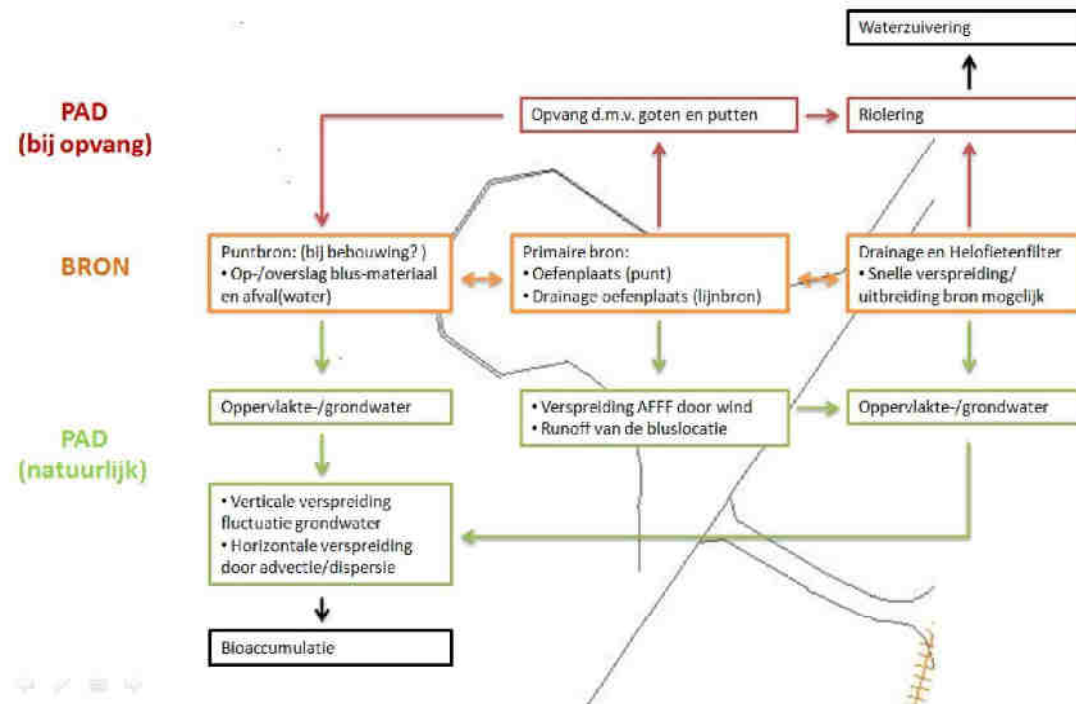 Waterzuivering
PAD
(bij opvang)
Opvang d.m.v. goten en putten
Riolering
BRON
Puntbron: (bij bebouwing? )
• Op-/overslag blus-materiaal
en afval(water)
Primaire bron:
• Oefenplaats (punt)
• Drainage oefenplaats (lijnbron)
Drainage en Helofietenfilter
• Snelle verspreiding/
uitbreiding bron mogelijk
PAD
(natuurlijk)
Oppervlakte-/grondwater
• Verspreiding AFFF door wind
• Runoff van de bluslocatie
Oppervlakte-/grondwater
• Verticale verspreiding
fluctuatie grondwater
• Horizontale verspreiding
door advectie/dispersie
Bioaccumulatie